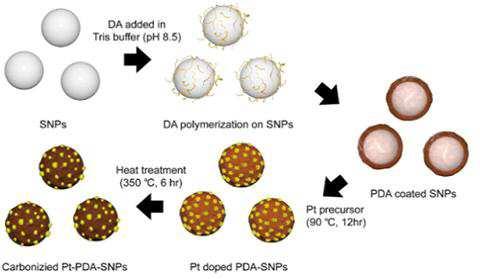 DA added in
Tris buffer (pH 8.5)
SNPs
DA polymerization on SNPs
PDA coated SNPs
Heat treatment
(350 ℃, 6 hr)
Pt precursor
(90 ℃, 12hr)
Carbonizied Pt-PDA-SNPs
Pt doped PDA-SNPs